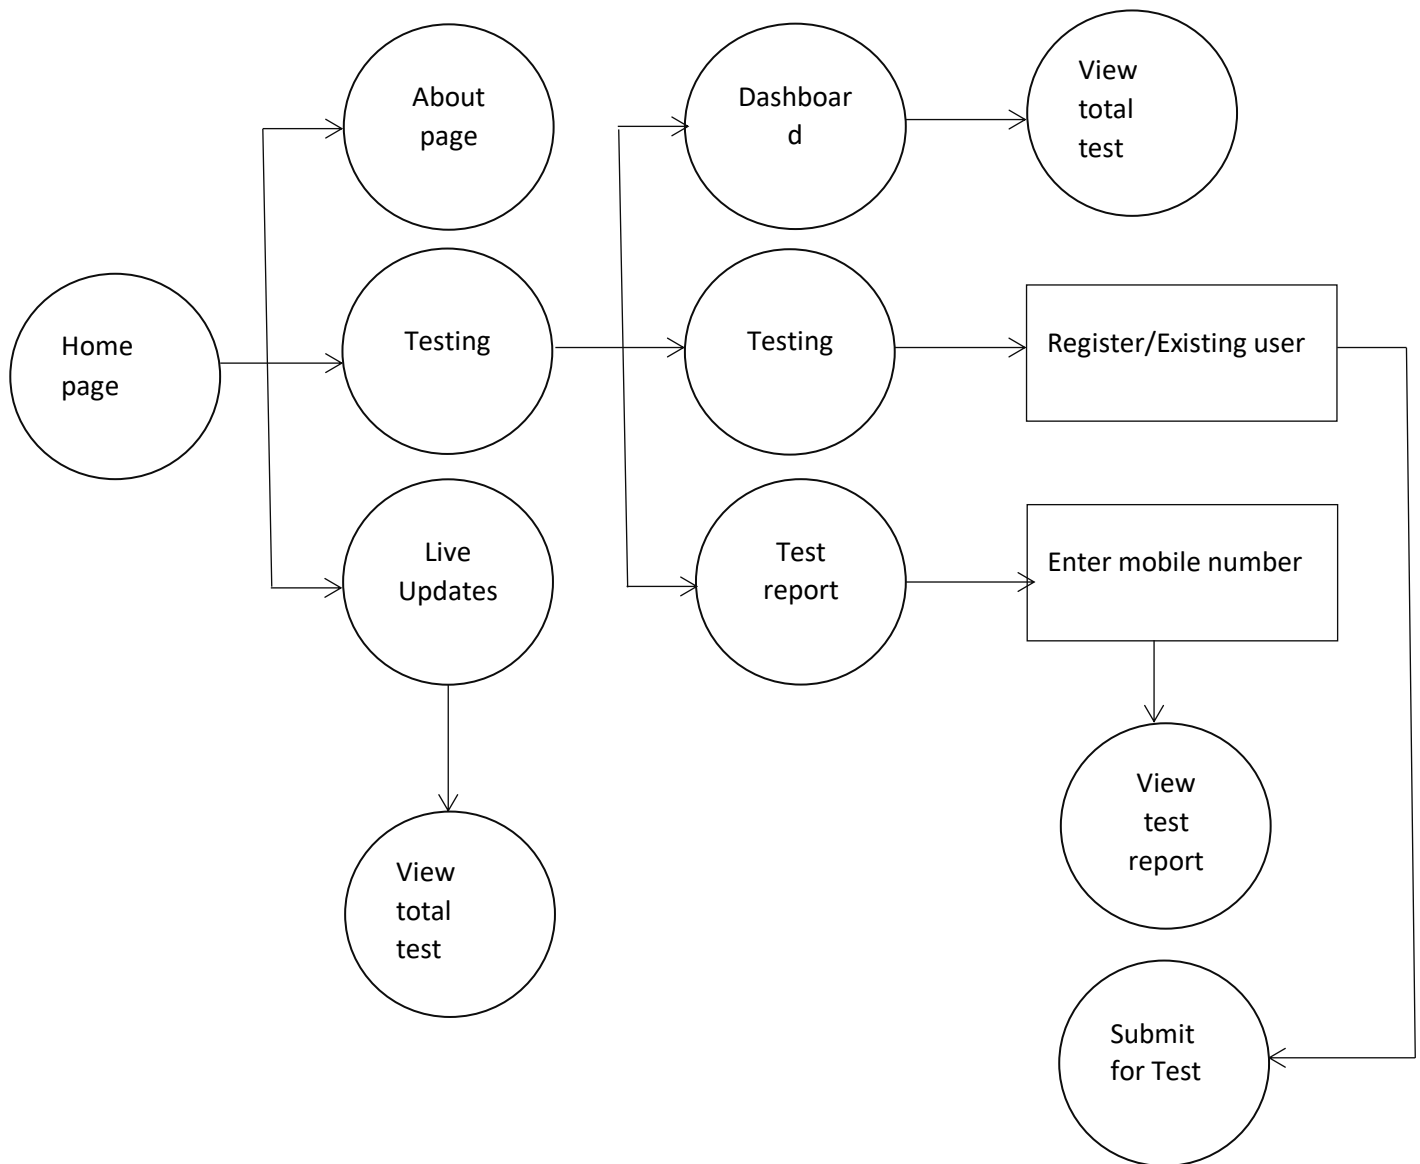 About
page
Dashboar
d
View
total
test
Home
page
Testing
Testing
Register/Existing user
Live
Updates
Test
report
Enter mobile number
View
total
test
View
test
report
Submit
for Test